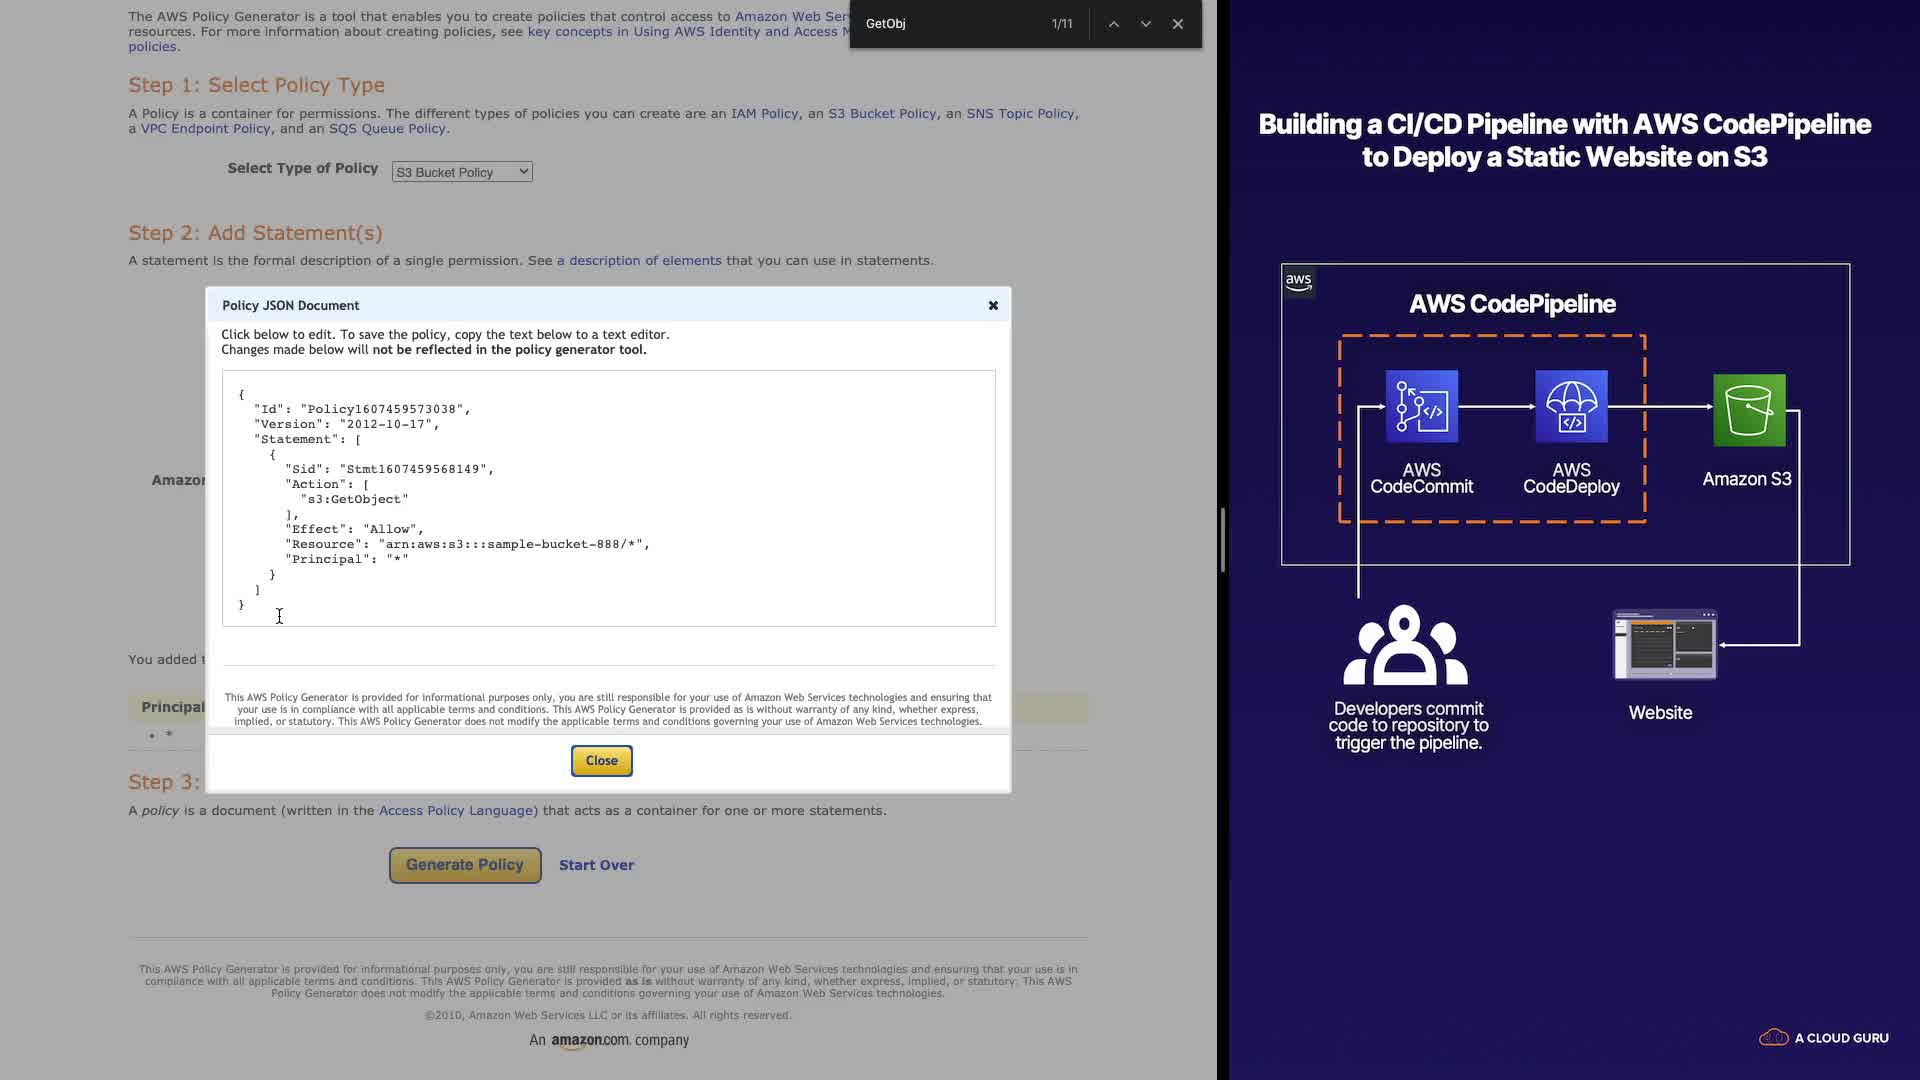 The AWS Policy Generator is a tool that enables you to create policies that control access to Amazon Web Ser
resources. For more information about creating policies, see key concepts in Using AWS Identity and Access M
policies.
GetObj
1/11
Step 1: Select Policy Type
A Policy is a container for permissions. The different types of policies you can create are an IAM Policy, an S3 Bucket Policy, an SNS Topic Policy,
a VPC Endpoint Policy, and an SQS Queue Policy.
Select Type of Policy S3 Bucket Policy
Step 2: Add Statement(s)
A statement is the formal description of a single permission. See a description of elements that you can use in statements.
Amazon
You added
Principal
*
Policy JSON Document
Click below to edit. To save the policy, copy the text below to a text editor.
Changes made below will not be reflected in the policy generator tool.
{
"Id": "Policy1607459573038",
"Version": "2012-10-17",
"Statement": [
{
"Sid": "Stmt1607459568149",
"Action": [
"s3:GetObject"
],
"Effect": "Allow",
"Resource": "arn:aws:s3:::sample-bucket-888/*",
"Principal": "*"
}
]
}
This AWS Policy Generator is provided for informational purposes only, you are still responsible for your use of Amazon Web Services technologies and ensuring that
your use is in compliance with all applicable terms and conditions. This AWS Policy Generator is provided as is without warranty of any kind, whether express,
implied, or statutory. This AWS Policy Generator does not modify the applicable terms and conditions governing your use of Amazon Web Services technologies.
Close
Step 3:
A policy is a document (written in the Access Policy Language) that acts as a container for one or more statements.
Generate Policy Start Over
This AWS Policy Generator is provided for informational purposes only, you are still responsible for your use of Amazon Web Services technologies and ensuring that your use is in
compliance with all applicable terms and conditions. This AWS Policy Generator is provided as is without warranty of any kind, whether express, implied, or statutory. This AWS
Policy Generator does not modify the applicable terms and conditions governing your use of Amazon Web Services technologies.
©2010, Amazon Web Services LLC or its affiliates. All rights reserved.
An amazon.com company
Building a CI/CD Pipeline with AWS CodePipeline
to Deploy a Static Website on S3
aws
AWS CodePipeline
AWS
CodeCommit
AWS
CodeDeploy
Amazon S3
Developers commit
code to repository to
trigger the pipeline.
Website
A CLOUD GURU